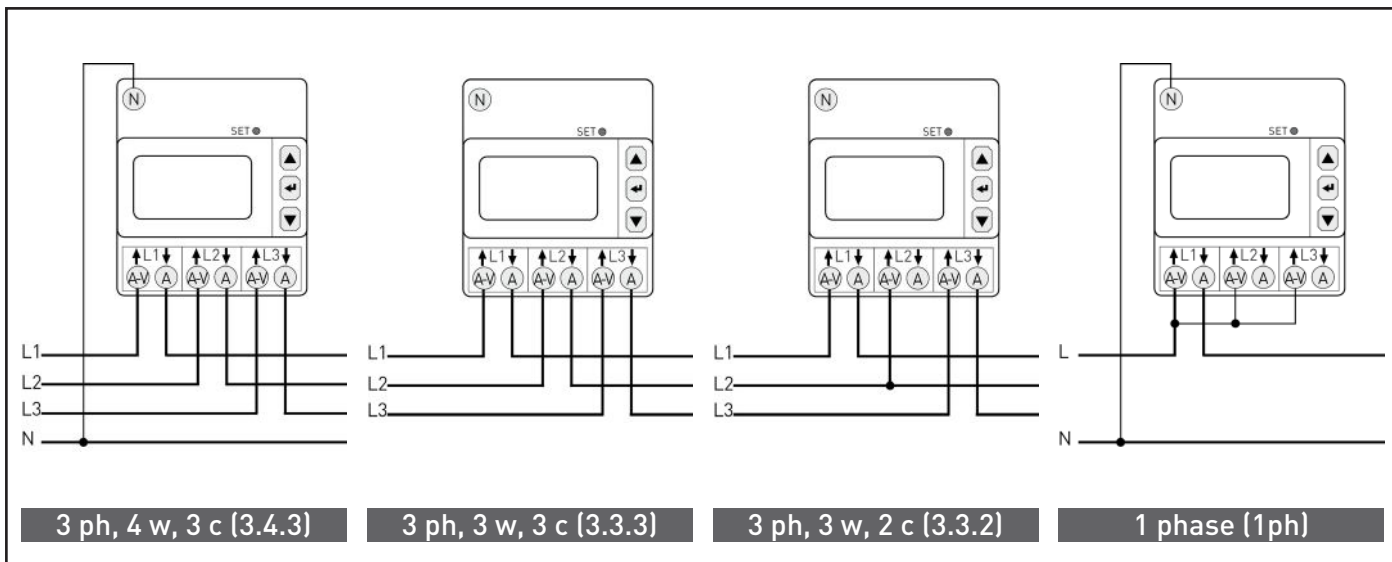 N
SET
L1 L2 L3
A-V A A-V A A-V A
L1
L2
L3
N
3 ph, 4 w, 3 c (3.4.3)
N
SET
L1 L2 L3
A-V A A-V A A-V A
L1
L2
L3
3 ph, 3 w, 3 c (3.3.3)
N
SET
L1 L2 L3
A-V A A-V A A-V A
L1
L2
L3
3 ph, 3 w, 2 c (3.3.2)
N
SET
L1 L2 L3
A-V A A-V A A-V A
L
N
1 phase (1ph)